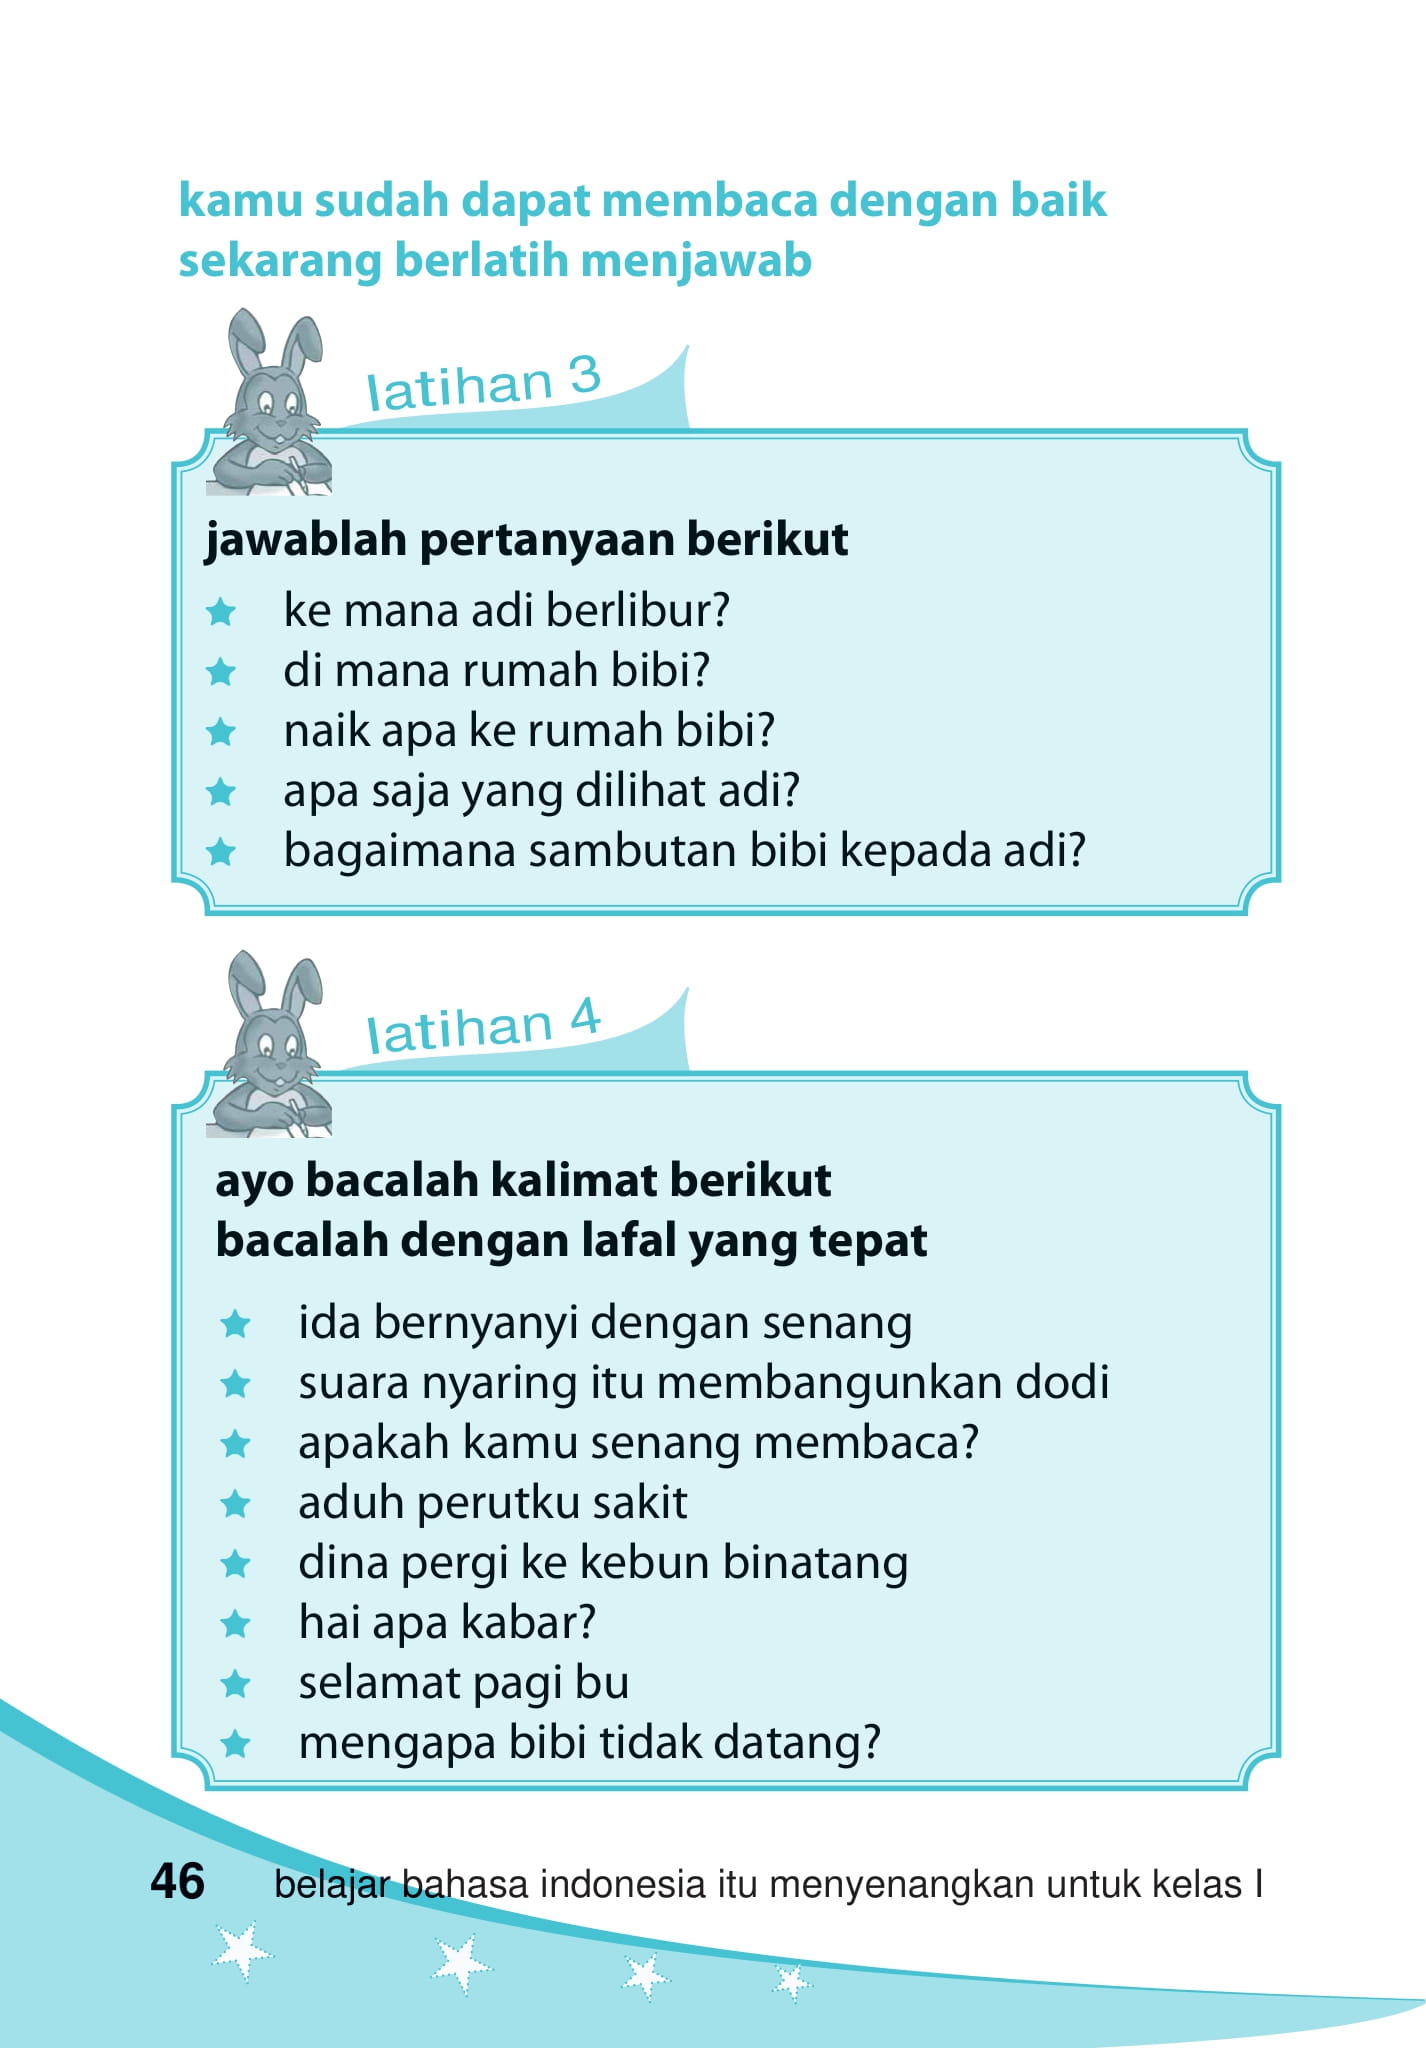 kamu sudah dapat membaca dengan baik
sekarang berlatih menjawab
latihan 3
jawablah pertanyaan berikut
ke mana adi berlibur?
di mana rumah bibi?
naik apa ke rumah bibi?
apa saja yang dilihat adi?
bagaimana sambutan bibi kepada adi?
latihan 4
ayo bacalah kalimat berikut
bacalah dengan lafal yang tepat
ida bernyanyi dengan senang
suara nyaring itu membangunkan dodi
apakah kamu senang membaca?
aduh perutku sakit
dina pergi ke kebun binatang
hai apa kabar?
selamat pagi bu
mengapa bibi tidak datang?
46 belajar bahasa indonesia itu menyenangkan untuk kelas I